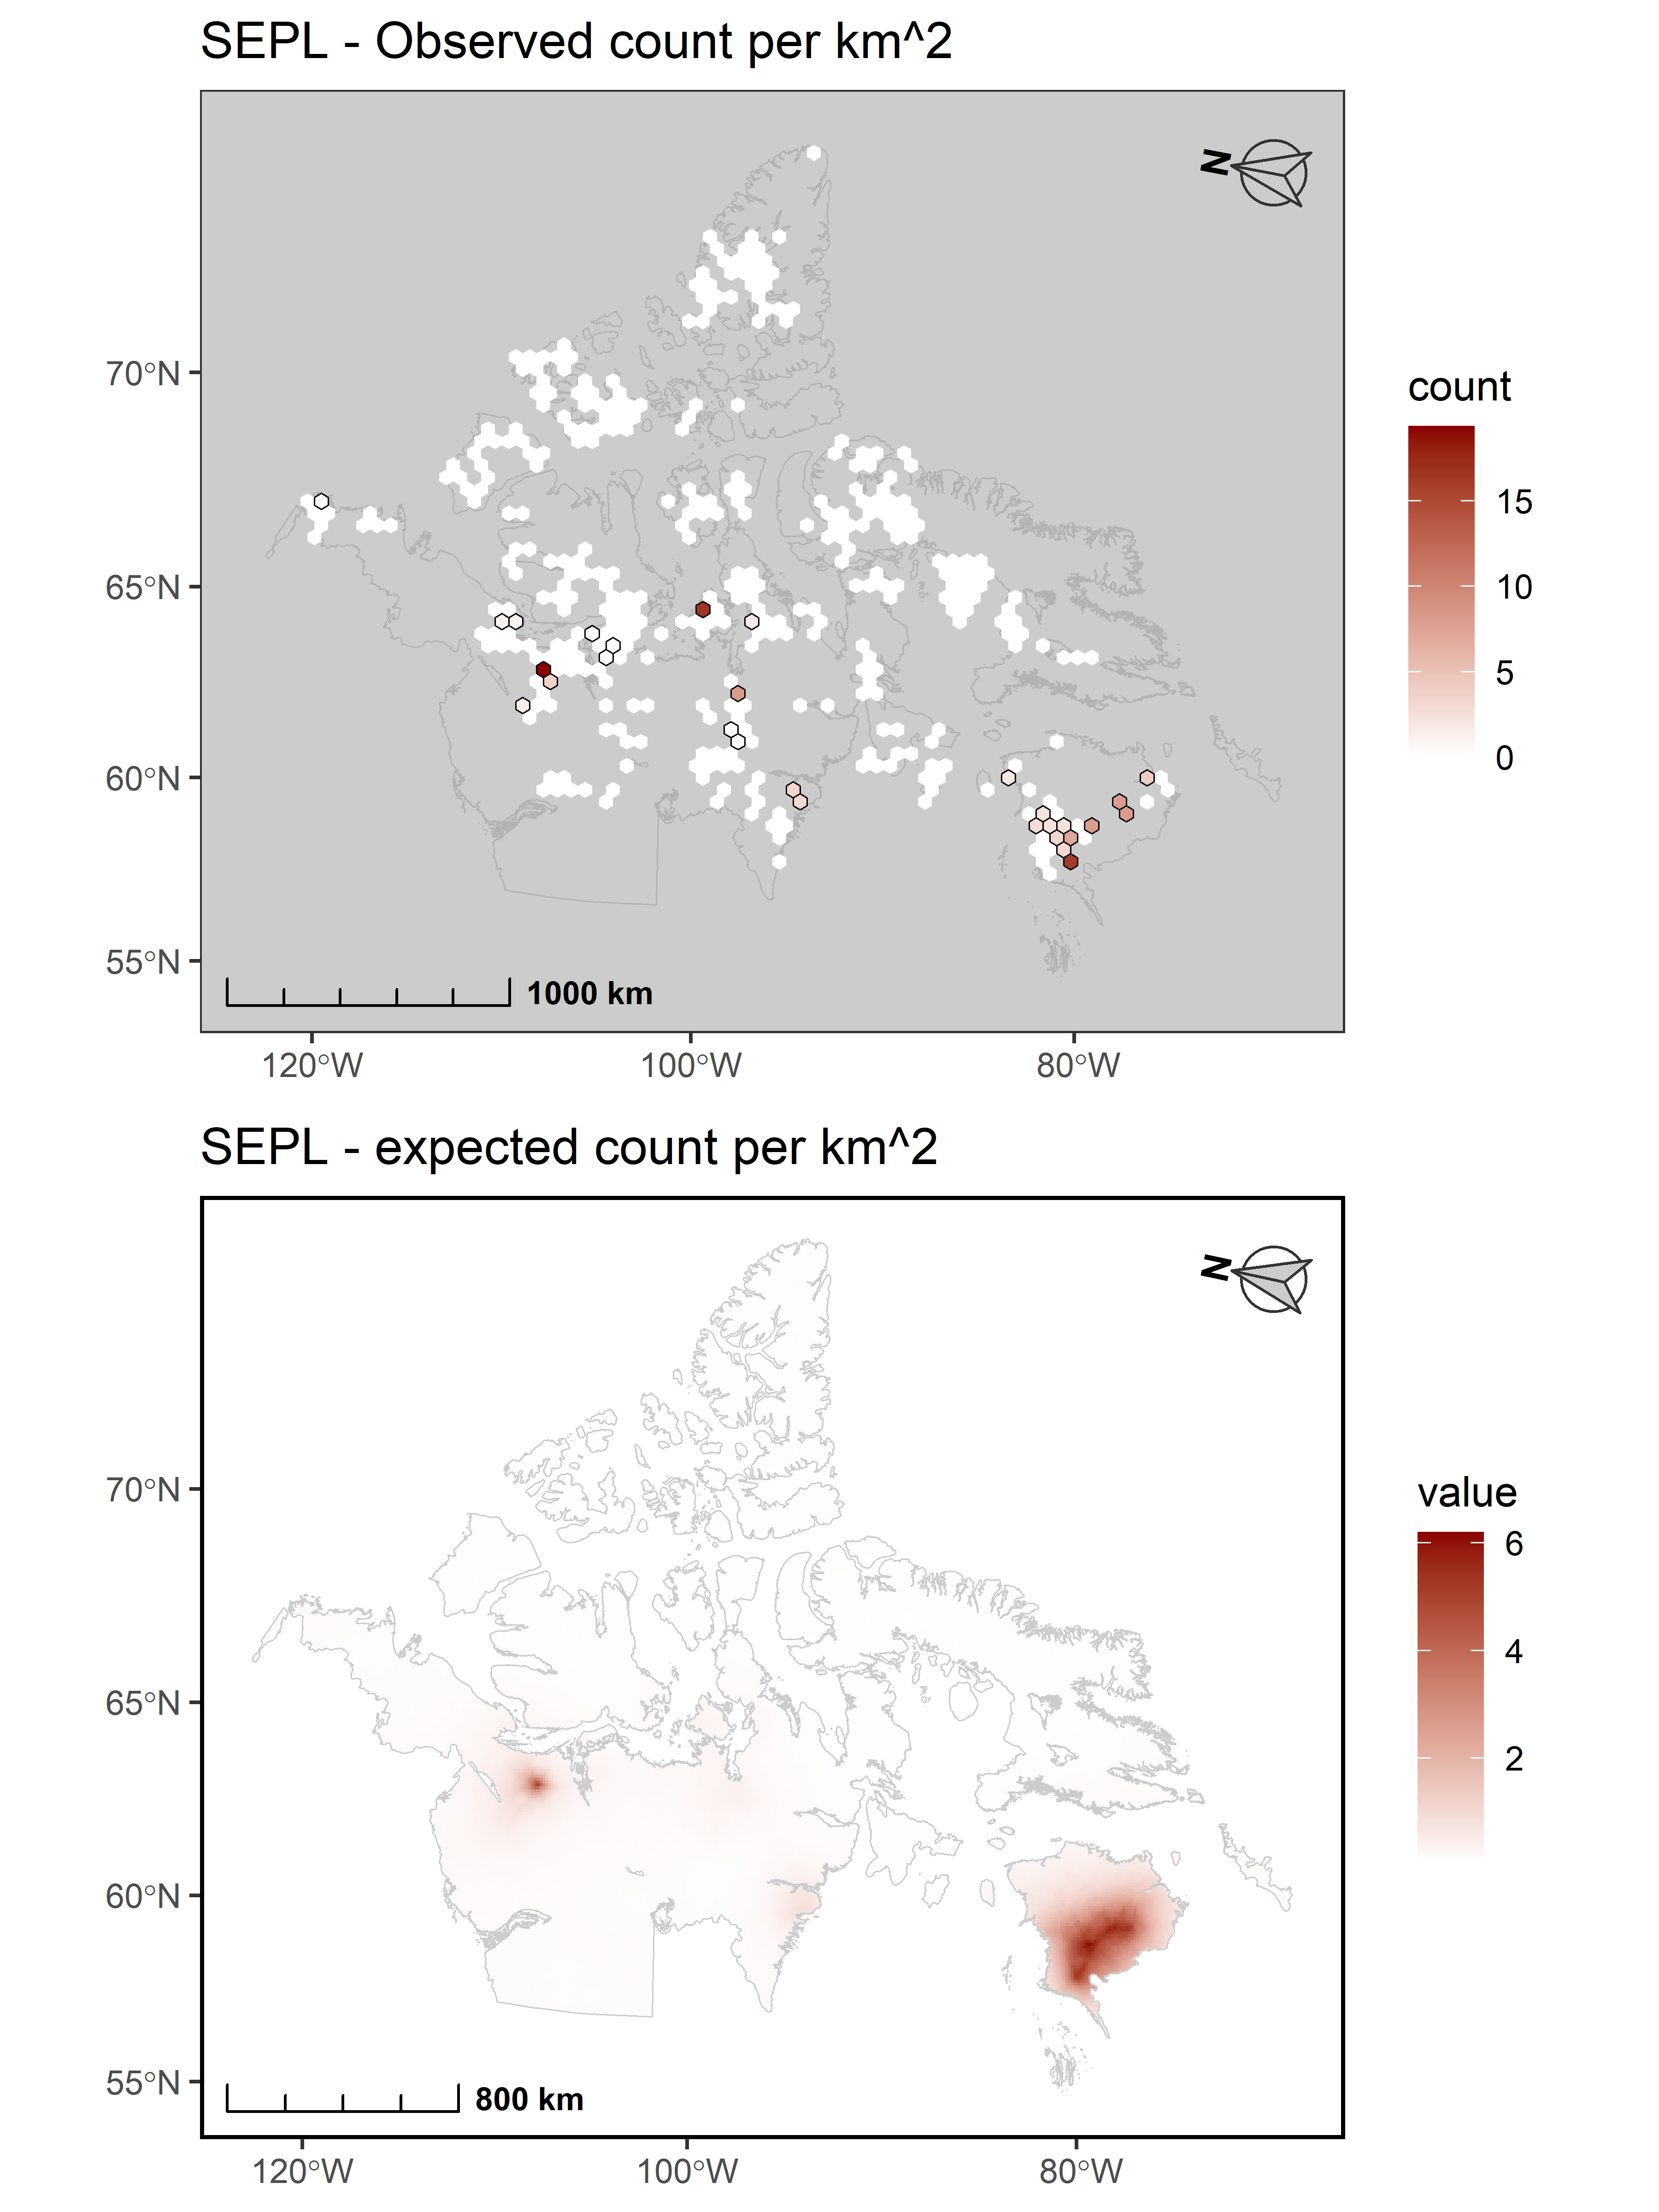 SEPL - Observed count per km^2
N
70°N
65°N
60°N
55°N
1000 km
120°W
100°W
80°W
count
15
10
5
0
SEPL - expected count per km^2
N
70°N
65°N
60°N
55°N
800 km
120°W
100°W
80°W
value
6
4
2